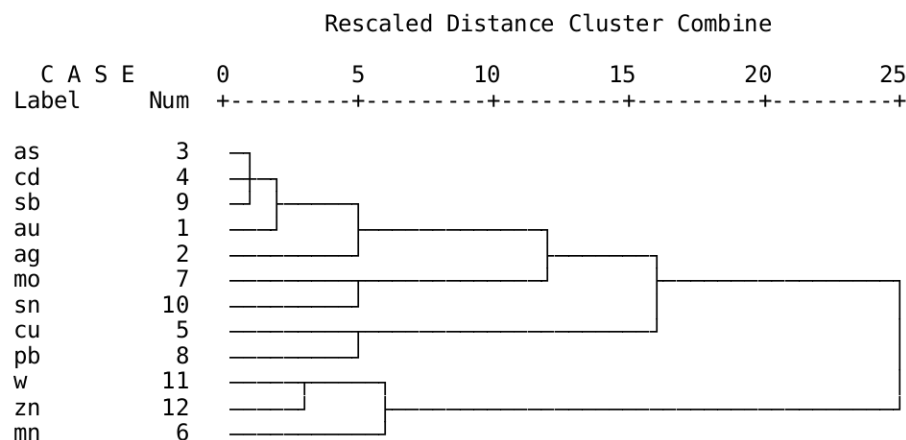 Rescaled Distance Cluster Combine
C A S E 0 5 10 15 20 25
Label Num +---------+---------+---------+---------+---------+
as 3
cd 4
sb 9
au 1
ag 2
mo 7
sn 10
cu 5
pb 8
w 11
zn 12
mn 6